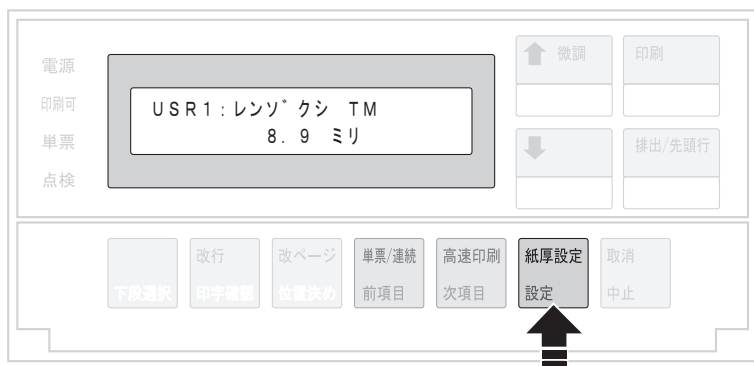 電源
印刷可
単票
点検
USR1:レンゾクシ TM
8.9 ミリ
微調
印刷
排出/先頭行
下段選択
改行
印字確認
改ページ
位置決め
単票/連続
前項目
高速印刷
次項目
紙厚設定
設定
取消
中止